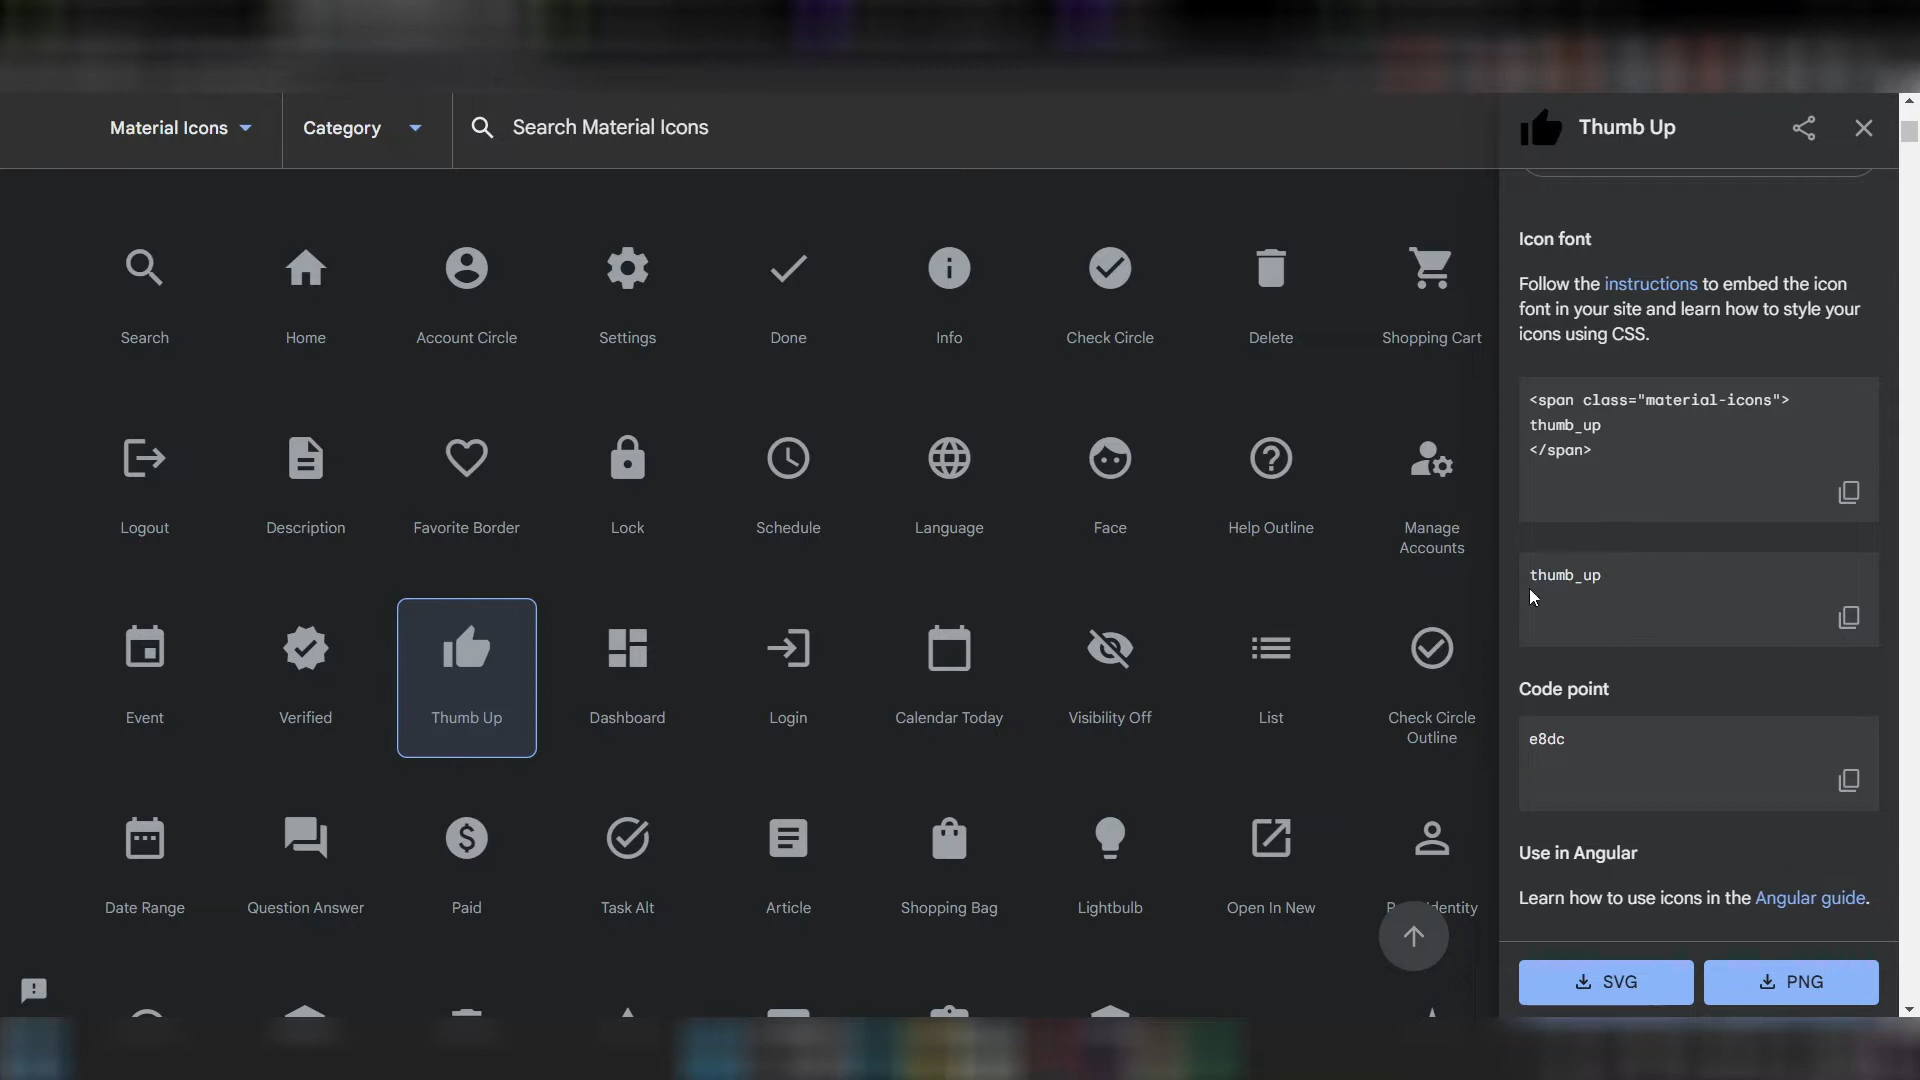 Material Icons
Category
Search Material Icons
Thumb Up
Search
Home
Account Circle
Settings
Done
Info
Check Circle
Delete
Shopping Cart
Logout
Description
Favorite Border
Lock
Schedule
Language
Face
Help Outline
Manage
Accounts
Event
Verified
Thumb Up
Dashboard
Login
Calendar Today
Visibility Off
List
Check Circle
Outline
Date Range
Question Answer
Paid
Task Alt
Article
Shopping Bag
Lightbulb
Open In New
Icon font
Follow the instructions to embed the icon
font in your site and learn how to style your
icons using CSS.
<span class="material-icons">
thumb_up
</span>
thumb_up
Code point
e8dc
Use in Angular
Learn how to use icons in the Angular guide.
SVG
PNG